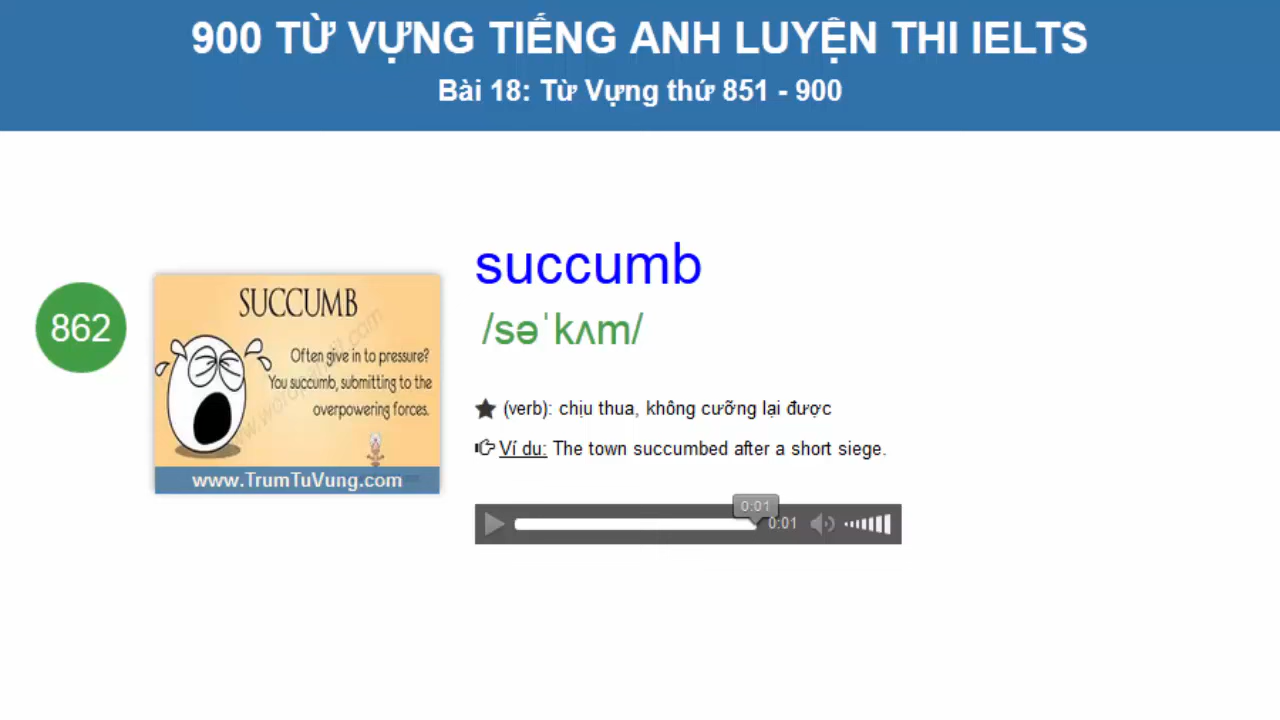 900 TỪ VỰNG TIẾNG ANH LUYỆN THI IELTS
Bài 18: Từ Vựng thứ 851 - 900
862
SUCCUMB
Often give in to pressure?
You succumb, submitting to the
overpowering forces.
www.TrumTuVung.com
succumb
/səˈkʌm/
(verb): chịu thua, không cưỡng lại được
Ví du: The town succumbed after a short siege.
0:01
0:01